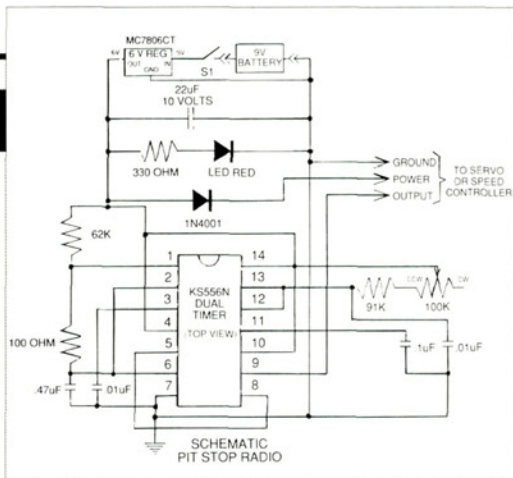 MC7806CT
6V
6 V REG
9V
OUT
IN
GND
S1
9V
BATTERY
22uF
10 VOLTS
330 OHM
LED RED
1N4001
GROUND
POWER
OUTPUT
TO SERVO
OR SPEED
CONTROLLER
62K
100 OHM
.47uF
.01uF
1
2
3
4
5
6
7
KS556N
DUAL
TIMER
(TOP VIEW)
14
13
12
11
10
9
8
CCW
CW
91K
100K
.1uF
.01uF
SCHEMATIC
PIT STOP RADIO